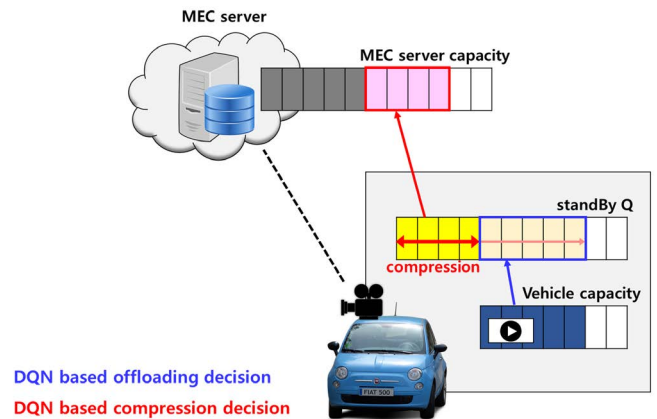 MEC server
MEC server capacity
standBy Q
compression
Vehicle capacity
FIAT 500
DQN based offloading decision
DQN based compression decision